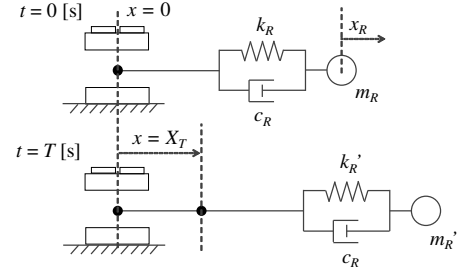 t = 0 [s] x = 0
k_R x_R
m_R
c_R
x = X_T
t = T [s]
k_R'
m_R'
c_R